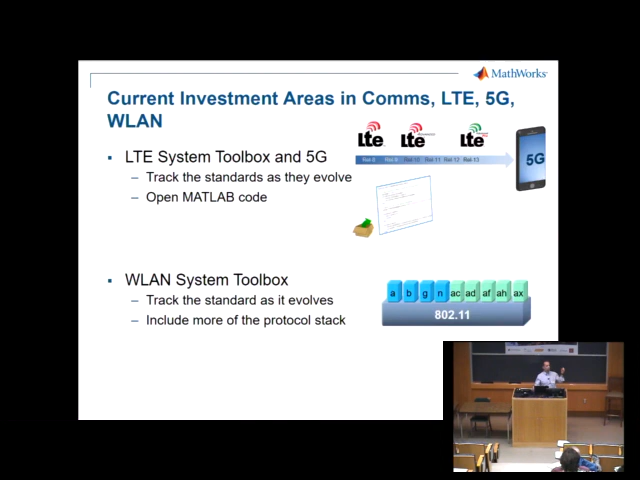 MathWorks
Current Investment Areas in Comms, LTE, 5G,
WLAN
LTE System Toolbox and 5G
– Track the standards as they evolve
– Open MATLAB code
Lte
Lte
Lte
Rel-8 Rel-9 Rel-10 Rel-11 Rel-12 Rel-13
5G
WLAN System Toolbox
– Track the standard as it evolves
– Include more of the protocol stack
a b g n ac ad af ah ax
802.11